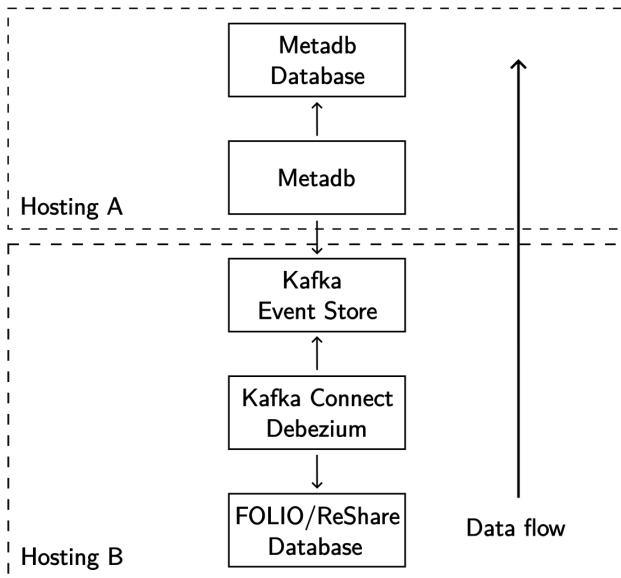 Metadb
Database
Metadb
Hosting A
Kafka
Event Store
Kafka Connect
Debezium
FOLIO/ReShare
Database
Data flow
Hosting B